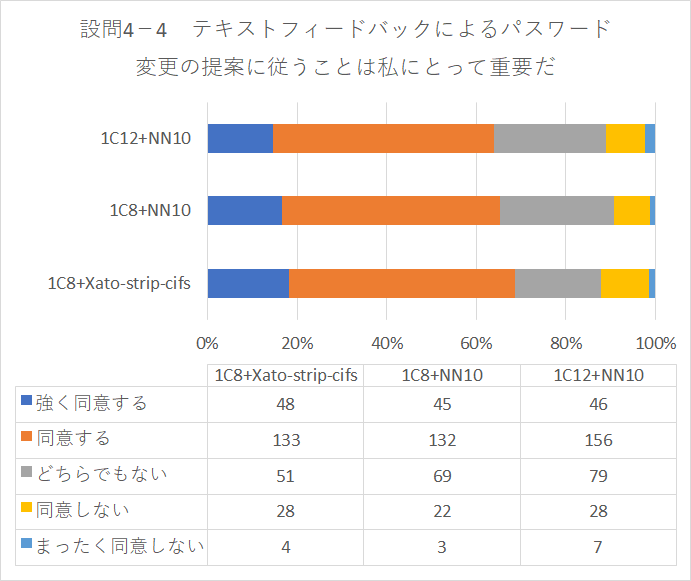 設問4－4　テキストフィードバックによるパスワード
変更の提案に従うことは私にとって重要だ
1C12+NN10
1C8+NN10
1C8+Xato-strip-cifs
0% 20% 40% 60% 80% 100%
1C8+Xato-strip-cifs 1C8+NN10 1C12+NN10
強く同意する 48 45 46
同意する 133 132 156
どちらでもない 51 69 79
同意しない 28 22 28
まったく同意しない 4 3 7